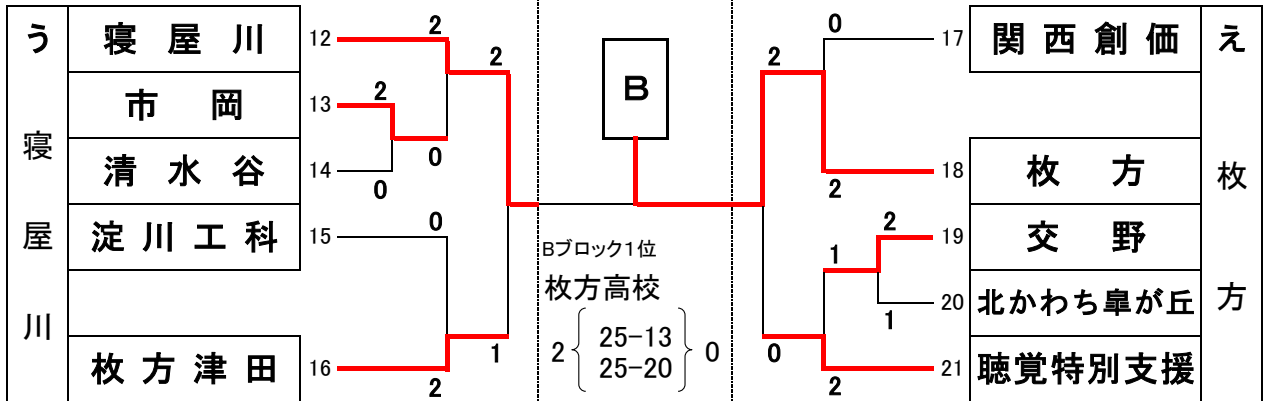 う 寝屋川
寝屋川 12 2 2
市岡 13 2
清水谷 14 0 0
淀川工科 15 0
枚方津田 16 2 1
B
Bブロック1位
枚方高校
2 25-13 0
25-20
え 枚方
0 17 関西創価
2 2 18 枚方
1 2 19 交野
1 20 北かわち皐が丘
0 2 21 聴覚特別支援